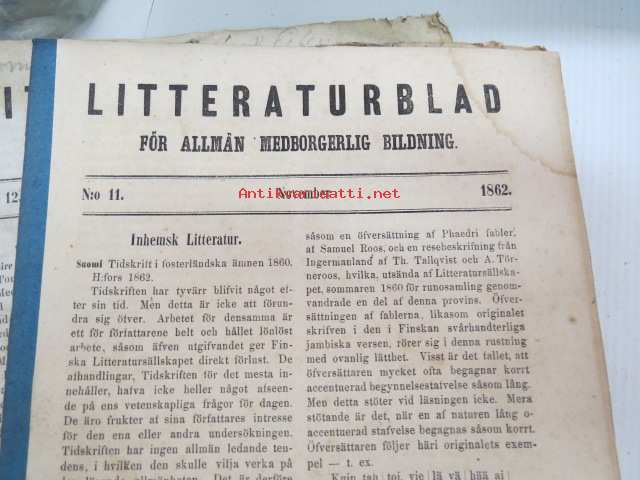 LITTERATURBLAD
FÖR ALLMÄN MEDBORGERLIG BILDNING.
N:o 11. November 1862.
Antikvariaatti.net
Inhemsk Litteratur.
Suomi Tidskrift i fosterländska ämnen 1860.
H:fors 1862.
Tidskriften har tyvärr blifvit något ef-
ter sin tid. Men detta är icke att förun-
dra sig öfver. Arbetet för densamma är
ett för författarene helt och hållet lönlöst
arbete, såsom äfven utgifvandet ger Fin-
ska Litteratursällskapet direkt förlust. De
afhandlingar, Tidskriften för det mesta in-
nehåller, hafva icke heller något afseen-
de på ens vetenskapliga frågor för dagen.
De äro frukter af sina författares intresse
för den ena eller andra undersökningen.
Tidskriften har ingen allmän ledande ten-
dens, i hvilken den skulle vilja verka på
såsom en öfversättning af Phaedri fabler,
af Samuel Roos, och en resebeskrifning från
Ingermanland af Th. Tallqvist och A. Tör-
neroos, hvilka, utsända af Litteratursällska-
pet, sommaren 1860 för runosamling genom-
vandrade en del af denna provins. Öfver-
sättningen af fablerna, likasom originalet
skrifven i den i Finskan svårhandterliga
jambiska versen, rörer sig i denna rustning
med ovanlig lätthet. Visst är det fallet, att
öfversättaren mycket ofta begagnar kort
accentuerad begynnelsestafvelse såsom lång.
Men detta stöter vid läsningen icke. Mera
stötande är det, när en af naturen lång o-
accentuerad stafvelse begagnas såsom kort.
Öfversättaren följer häri originalets exem-
pel — t. ex.